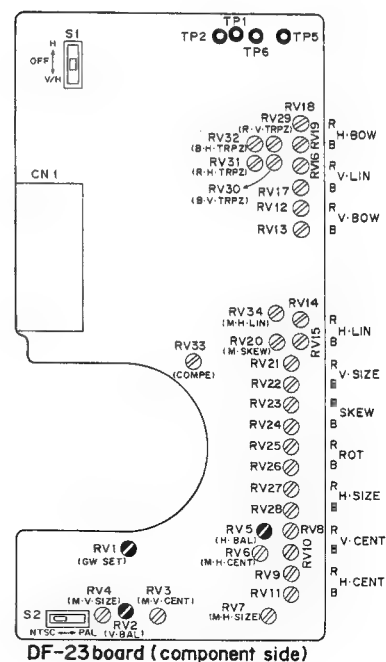 S1
H
OFF
V/H
TP1
TP2
TP6
TP5
RV18
RV29
(R·V·TRPZ)
RV32
(B·H·TRPZ)
RV19
R
H·BOW
B
RV31
(R·H·TRPZ)
RV16
R
V·LIN
B
RV30
(B·V·TRPZ)
RV17
CN1
RV12
R
V·BOW
RV13
B
RV34
(M·H·LIN)
RV14
R
H·LIN
RV20
(M·SKEW)
RV15
B
RV33
(COMPE)
RV21
R
V·SIZE
RV22
RV23
SKEW
RV24
B
RV25
R
ROT
RV26
B
RV27
R
H·SIZE
RV28
RV5
(H·BAL)
RV8
R
V·CENT
RV1
(GW SET)
RV6
(M·H·CENT)
RV10
B
RV9
R
H·CENT
RV11
B
RV4
(M·V·SIZE)
RV3
(M·V·CENT)
RV7
(M·H·SIZE)
S2
NTSC ↔ PAL
RV2
(V·BAL)
DF-23 board (component side)